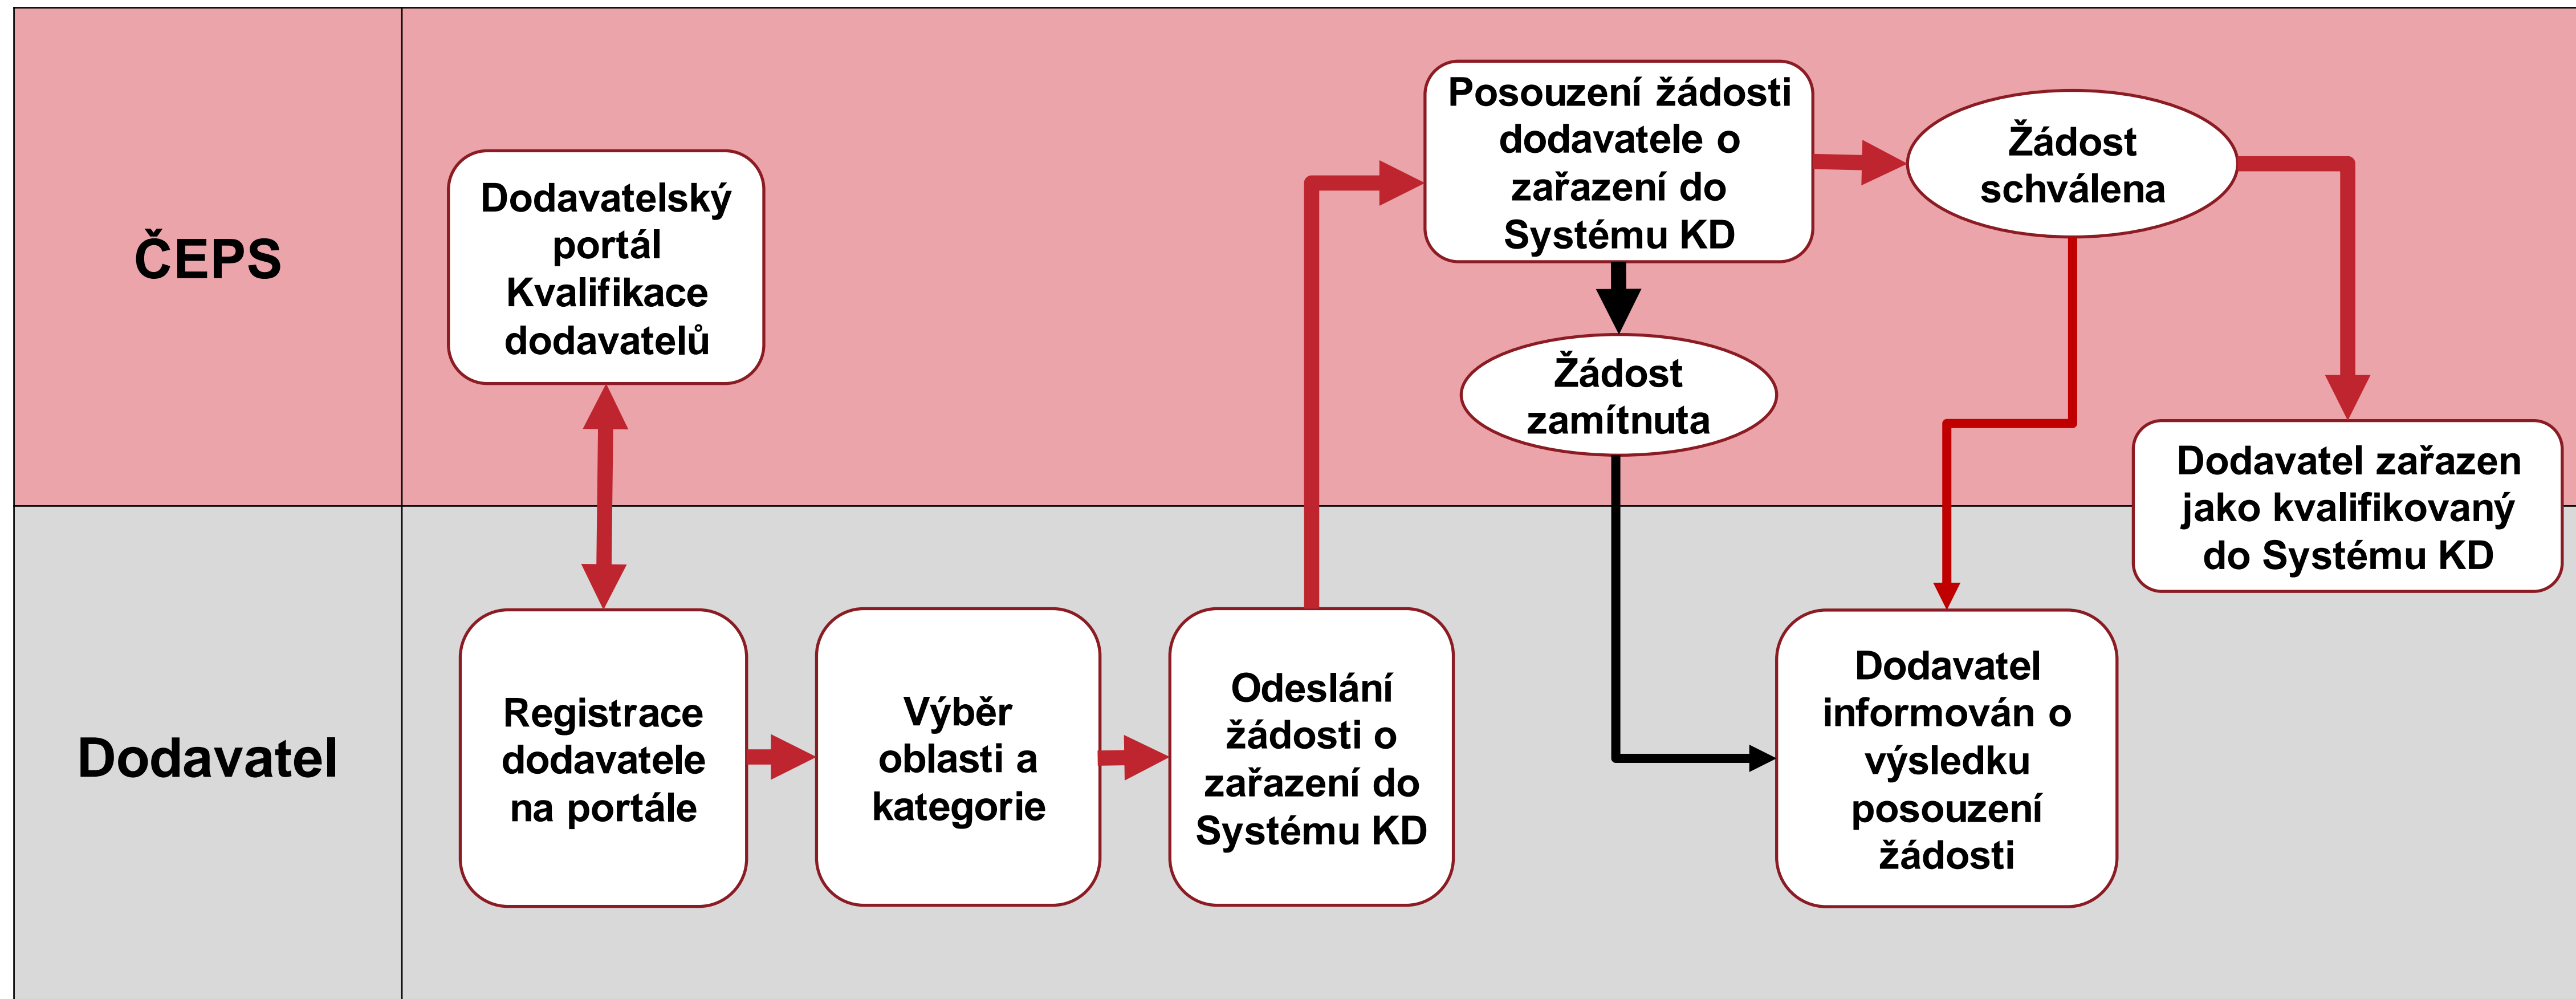 ČEPS
Dodavatelský
portál
Kvalifikace
dodavatelů
Posouzení žádosti
dodavatele o
zařazení do
Systému KD
Žádost
schválena
Žádost
zamítnuta
Dodavatel zařazen
jako kvalifikovaný
do Systému KD
Dodavatel
Registrace
dodavatele
na portále
Výběr
oblasti a
kategorie
Odeslání
žádosti o
zařazení do
Systému KD
Dodavatel
informován o
výsledku
posouzení
žádosti